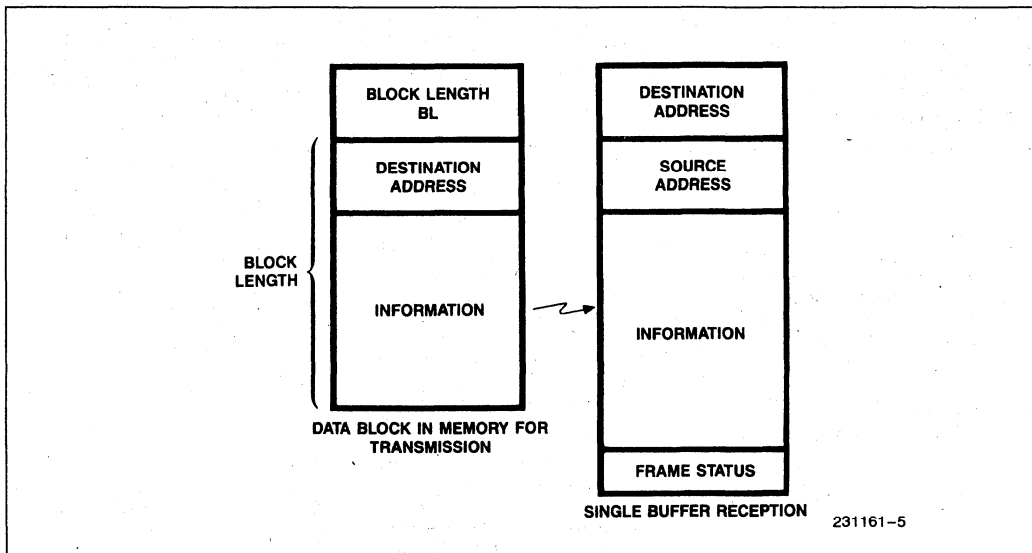 BLOCK LENGTH
BL
DESTINATION
ADDRESS
BLOCK
LENGTH
INFORMATION
DATA BLOCK IN MEMORY FOR
TRANSMISSION
DESTINATION
ADDRESS
SOURCE
ADDRESS
INFORMATION
FRAME STATUS
SINGLE BUFFER RECEPTION
231161–5